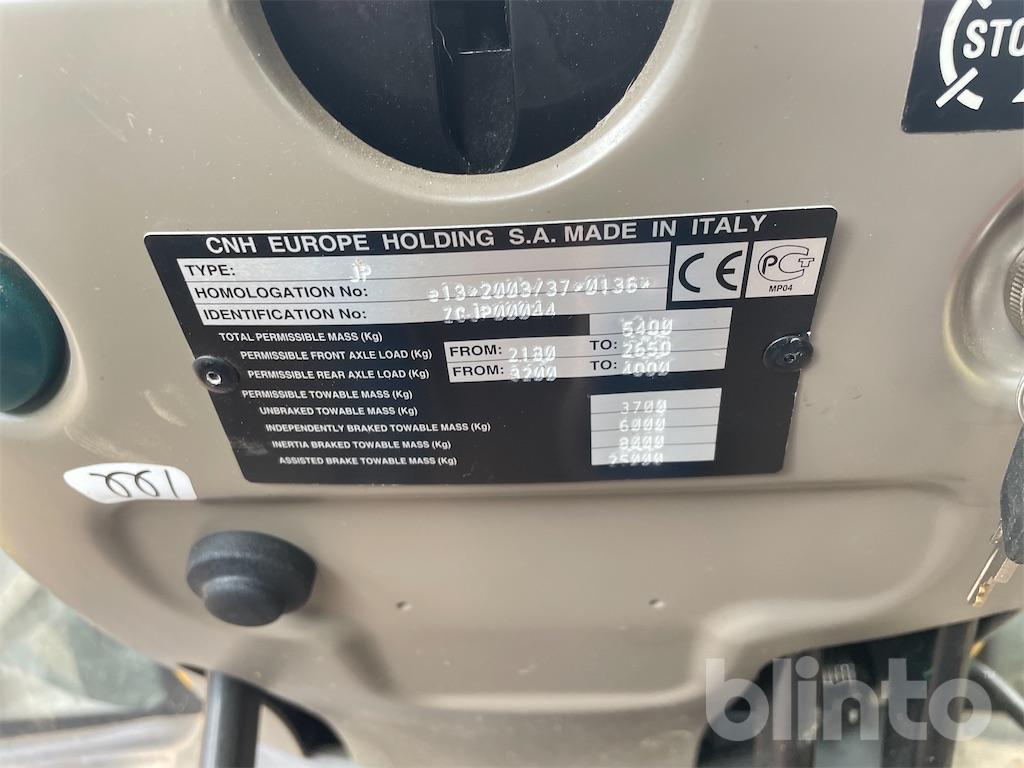 STO
CNH EUROPE HOLDING S.A. MADE IN ITALY
TYPE: JP
HOMOLOGATION No: e13*2003/37*0136*
IDENTIFICATION No: ZCJP00044
CE
PCT
MP04
TOTAL PERMISSIBLE MASS (Kg) 5400
PERMISSIBLE FRONT AXLE LOAD (Kg) FROM: 2180 TO: 2650
PERMISSIBLE REAR AXLE LOAD (Kg) FROM: 3200 TO: 4000
PERMISSIBLE TOWABLE MASS (Kg)
UNBRAKED TOWABLE MASS (Kg) 3700
INDEPENDENTLY BRAKED TOWABLE MASS (Kg) 6000
INERTIA BRAKED TOWABLE MASS (Kg) 8400
ASSISTED BRAKE TOWABLE MASS (Kg) 25000
blinto